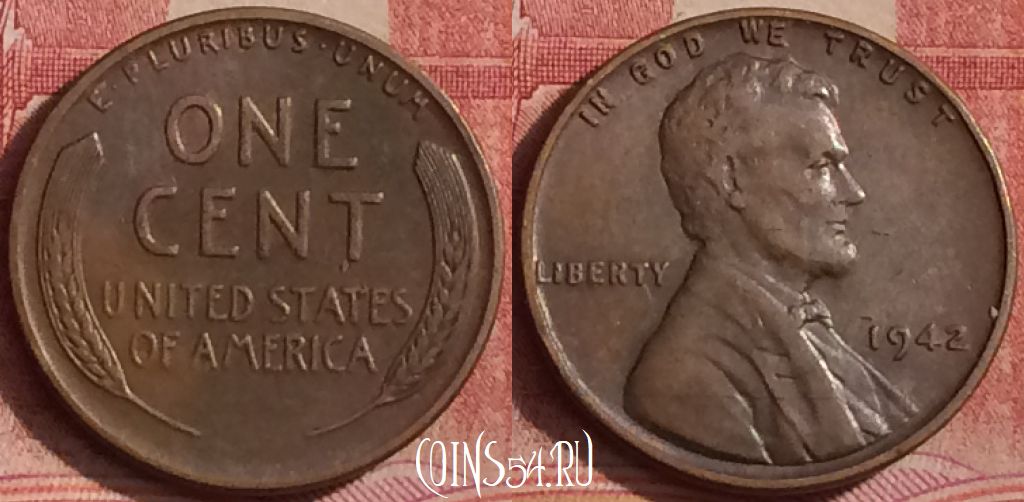 E·PLURIBUS·UNUM
ONE
CENT
UNITED STATES
OF AMERICA
IN GOD WE TRUST
LIBERTY
1942
COINS54.RU